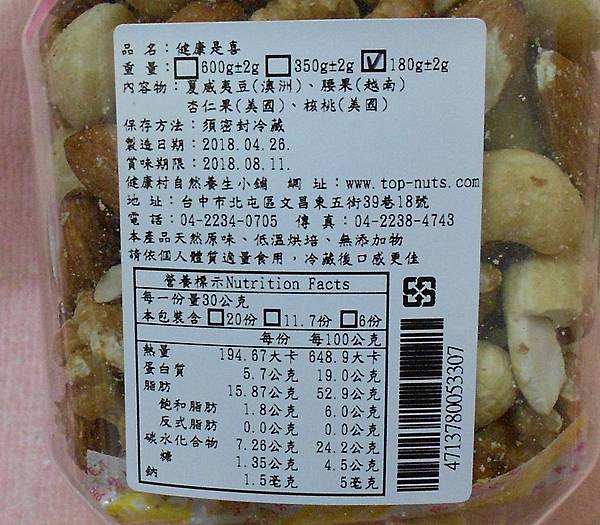 品 名：健康是喜
重 量：☐600g±2g ☐350g±2g ☑180g±2g
內容物：夏威夷豆(澳洲)、腰果(越南)
杏仁果(美國)、核桃(美國)
保存方法：須密封冷藏
製造日期：2018.04.26.
賞味期限：2018.08.11.
健康村自然養生小舖 網 址：www.top-nuts.com
地 址：台中市北屯區文昌東五街39巷18號
電 話：04-2234-0705 傳 真：04-2238-4743
本產品天然原味、低溫烘培、無添加物
請依個人體質適量食用，冷藏後口感更佳
營養標示Nutrition Facts
每一份量30公克
本包裝含 ☐20份 ☐11.7份 ☐6份
每份 每100公克
熱量 194.67大卡 648.9大卡
蛋白質 5.7公克 19.0公克
脂肪 15.87公克 52.9公克
飽和脂肪 1.8公克 6.0公克
反式脂肪 0.0公克 0.0公克
碳水化合物 7.26公克 24.2公克
糖 1.35公克 4.5公克
鈉 1.5毫克 5毫克
4713780053307